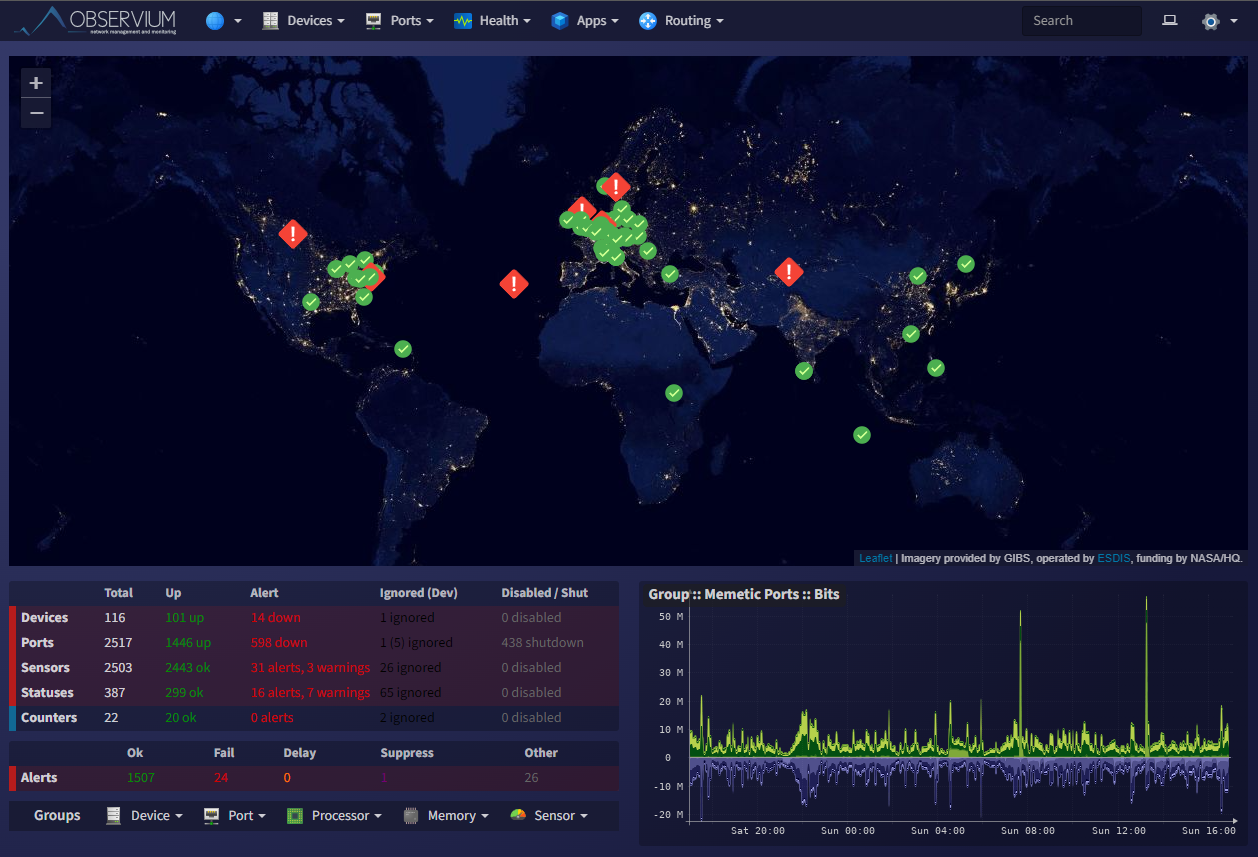 OBSERVIUM
network management and monitoring
Devices Ports Health Apps Routing Search
+
−
Leaflet | Imagery provided by GIBS, operated by ESDIS, funding by NASA/HQ.
Total Up Alert Ignored (Dev) Disabled / Shut
Devices 116 101 up 14 down 1 ignored 0 disabled
Ports 2517 1446 up 598 down 1 (5) ignored 438 shutdown
Sensors 2503 2443 ok 31 alerts, 3 warnings 26 ignored 0 disabled
Statuses 387 299 ok 16 alerts, 7 warnings 65 ignored 0 disabled
Counters 22 20 ok 0 alerts 2 ignored 0 disabled
Ok Fail Delay Suppress Other
Alerts 1507 24 0 1 26
Groups Device Port Processor Memory Sensor
Group :: Memetic Ports :: Bits
50 M
40 M
30 M
20 M
10 M
0
-10 M
-20 M
Sat 20:00 Sun 00:00 Sun 04:00 Sun 08:00 Sun 12:00 Sun 16:00